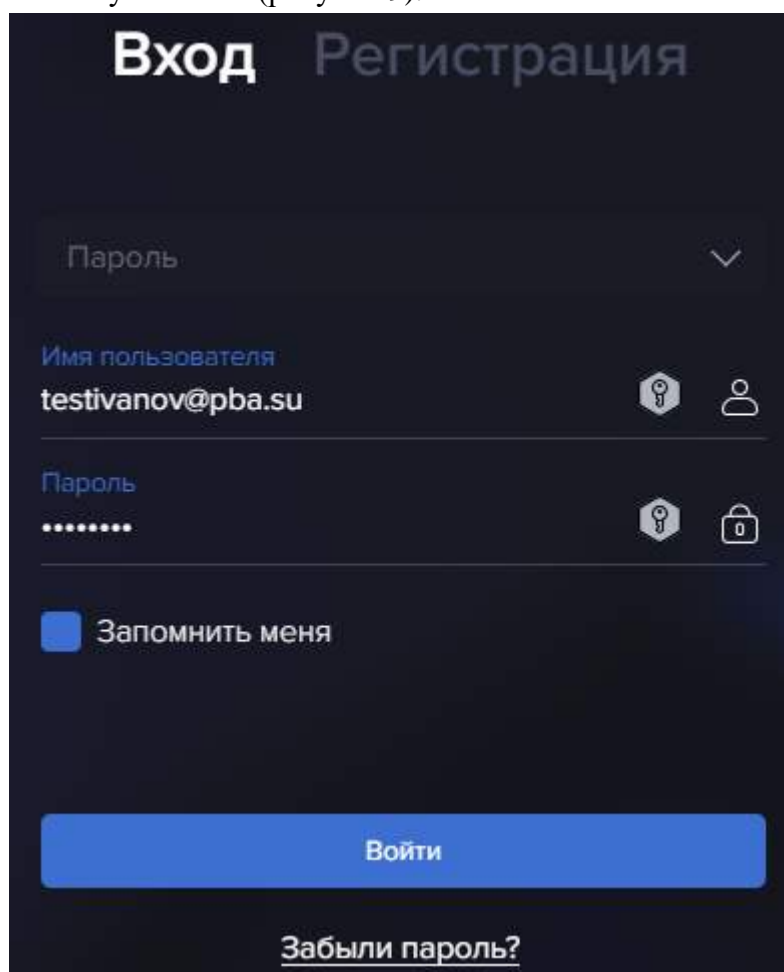 Вход Регистрация
Пароль
Имя пользователя
testivanov@pba.su
Пароль
••••••••
Запомнить меня
Войти
Забыли пароль?